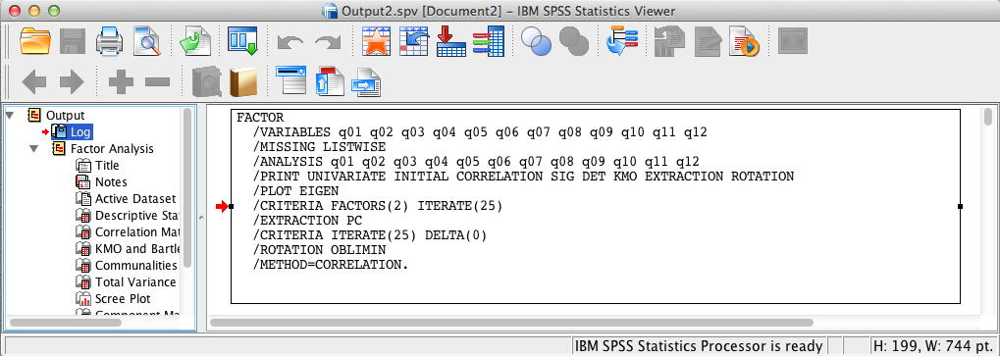 Output2.spv [Document2] – IBM SPSS Statistics Viewer
Output
Log
Factor Analysis
Title
Notes
Active Dataset
Descriptive Sta
Correlation Mat
KMO and Bartle
Communalities
Total Variance
Scree Plot
Component Ma
FACTOR
/VARIABLES q01 q02 q03 q04 q05 q06 q07 q08 q09 q10 q11 q12
/MISSING LISTWISE
/ANALYSIS q01 q02 q03 q04 q05 q06 q07 q08 q09 q10 q11 q12
/PRINT UNIVARIATE INITIAL CORRELATION SIG DET KMO EXTRACTION ROTATION
/PLOT EIGEN
/CRITERIA FACTORS(2) ITERATE(25)
/EXTRACTION PC
/CRITERIA ITERATE(25) DELTA(0)
/ROTATION OBLIMIN
/METHOD=CORRELATION.
IBM SPSS Statistics Processor is ready
H: 199, W: 744 pt.